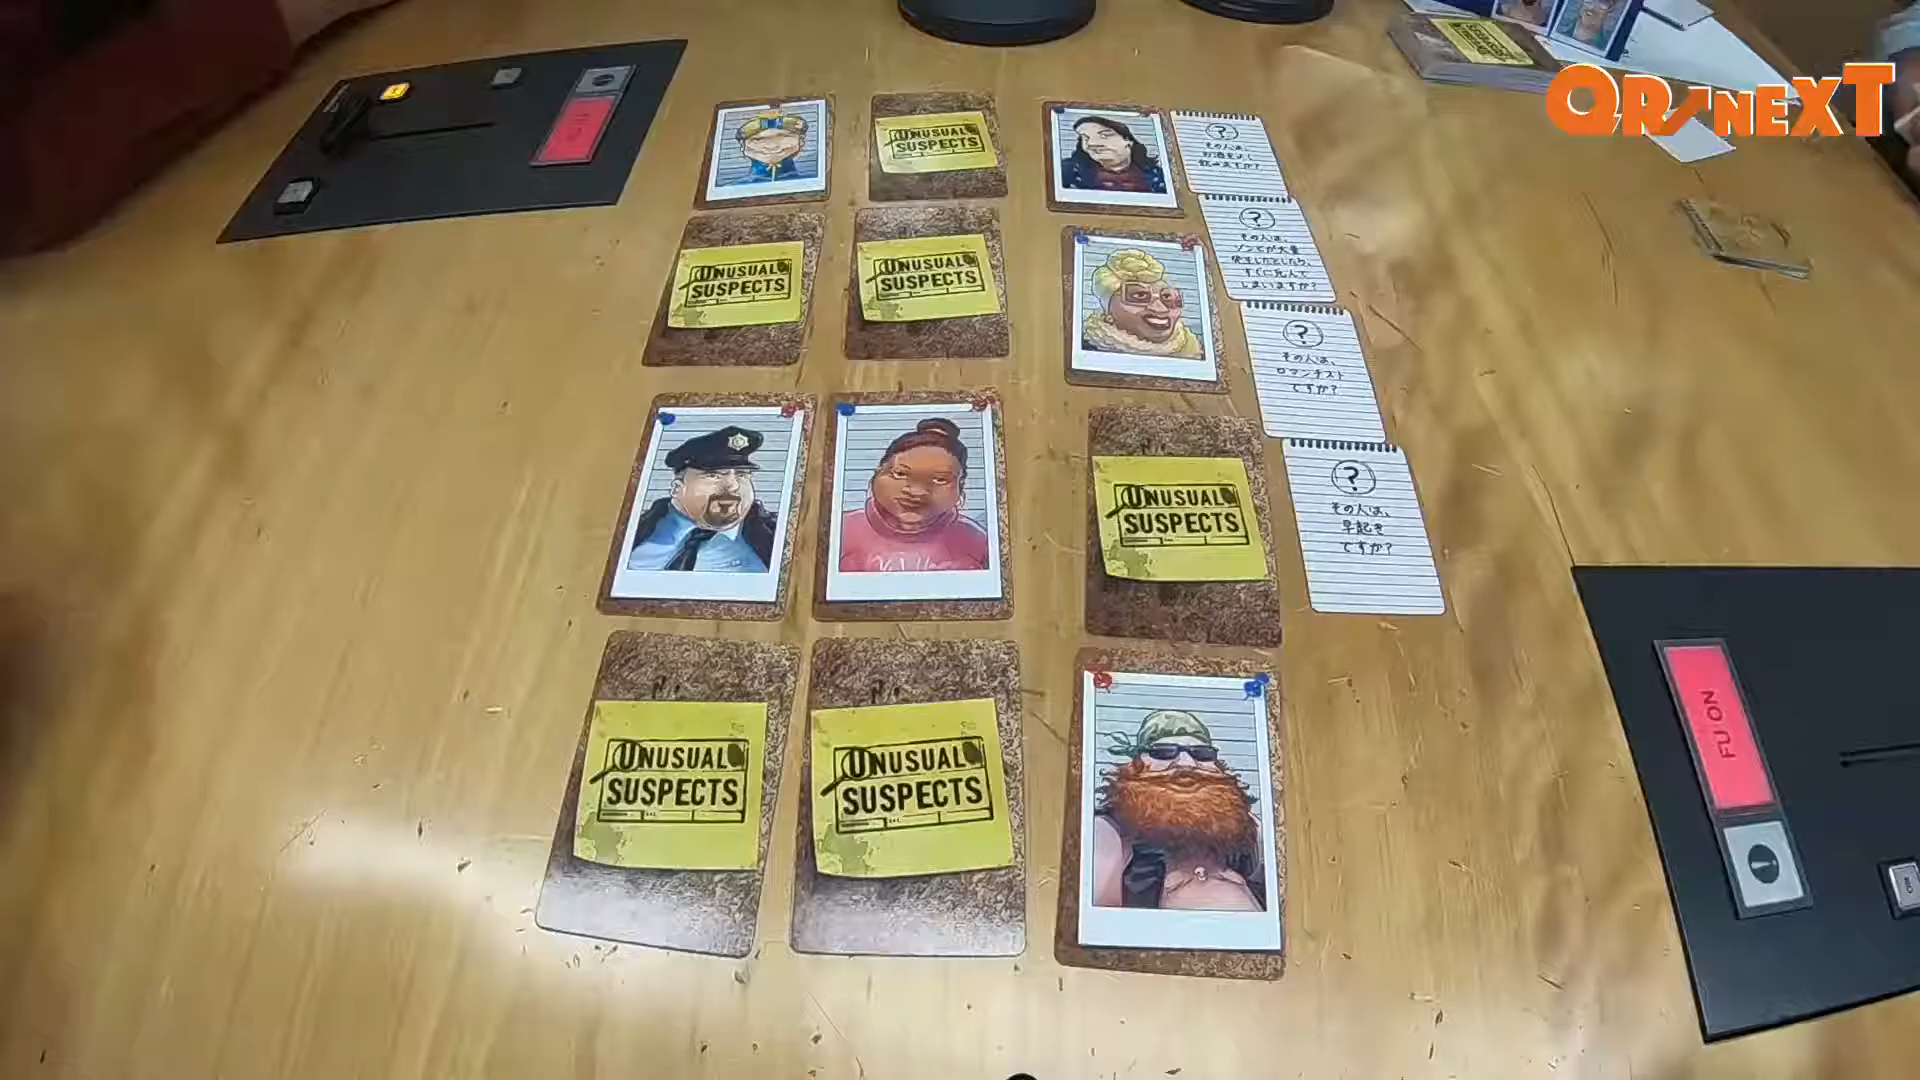 QR→NEXT
UNUSUAL
SUSPECTS
?
その人は、
お酒をよく
飲みますか?
UNUSUAL
SUSPECTS
UNUSUAL
SUSPECTS
?
その人は、
ゾンビが大量
発生したとしたら、
すぐに死んで
しまいますか?
?
その人は、
ロマンチスト
ですか?
UNUSUAL
SUSPECTS
?
その人は、
早起き
ですか?
UNUSUAL
SUSPECTS
UNUSUAL
SUSPECTS
FU ON